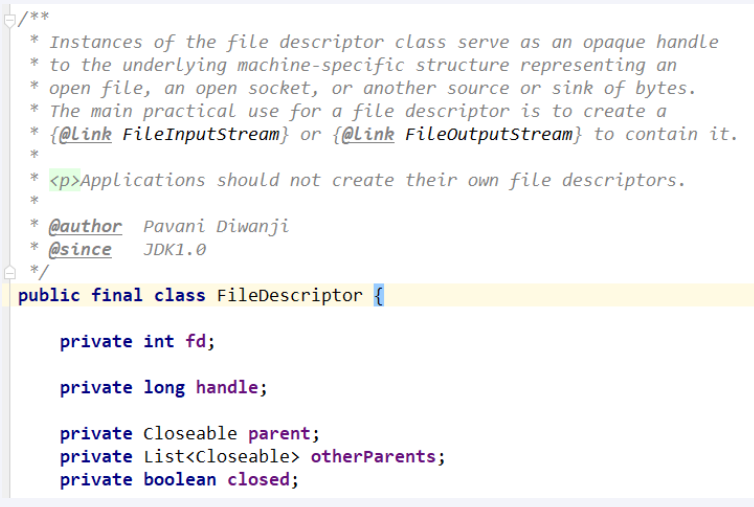 /**
 * Instances of the file descriptor class serve as an opaque handle
 * to the underlying machine-specific structure representing an
 * open file, an open socket, or another source or sink of bytes.
 * The main practical use for a file descriptor is to create a
 * {@link FileInputStream} or {@link FileOutputStream} to contain it.
 *
 * <p>Applications should not create their own file descriptors.
 *
 * @author  Pavani Diwanji
 * @since   JDK1.0
 */
public final class FileDescriptor {
    private int fd;
    private long handle;
    private Closeable parent;
    private List<Closeable> otherParents;
    private boolean closed;